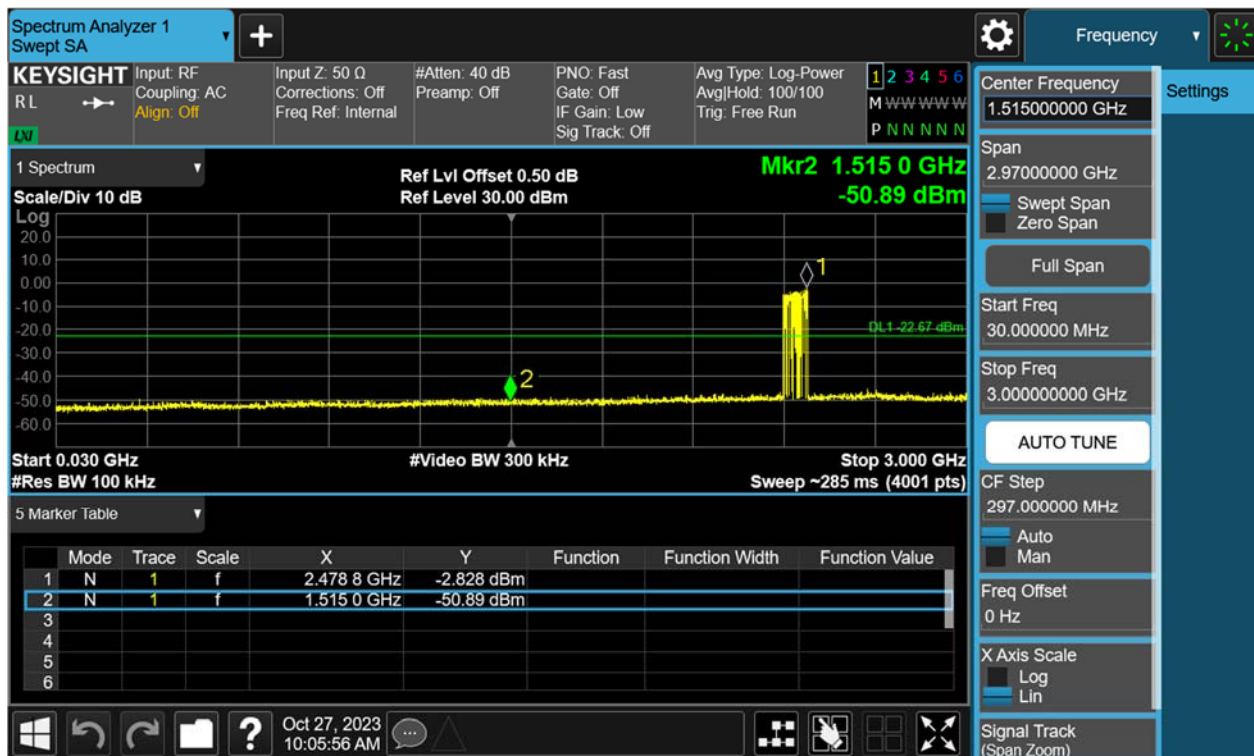 Spectrum Analyzer 1
Swept SA
+
Frequency
KEYSIGHT
RL
LXI
Input: RF
Coupling: AC
Align: Off
Input Z: 50 Ω
Corrections: Off
Freq Ref: Internal
#Atten: 40 dB
Preamp: Off
PNO: Fast
Gate: Off
IF Gain: Low
Sig Track: Off
Avg Type: Log-Power
Avg|Hold: 100/100
Trig: Free Run
1 2 3 4 5 6
M W W W W W
P N N N N N
1 Spectrum
Scale/Div 10 dB
Ref Lvl Offset 0.50 dB
Ref Level 30.00 dBm
Mkr2 1.515 0 GHz
-50.89 dBm
Log
20.0
10.0
0.00
-10.0
-20.0
-30.0
-40.0
-50.0
-60.0
1
DL1 -22.67 dBm
2
Start 0.030 GHz
#Video BW 300 kHz
Stop 3.000 GHz
#Res BW 100 kHz
Sweep ~285 ms (4001 pts)
5 Marker Table
Mode Trace Scale X Y Function Function Width Function Value
1 N 1 f 2.478 8 GHz -2.828 dBm
2 N 1 f 1.515 0 GHz -50.89 dBm
3
4
5
6
?
Oct 27, 2023
10:05:56 AM
Center Frequency
1.515000000 GHz
Settings
Span
2.97000000 GHz
Swept Span
Zero Span
Full Span
Start Freq
30.000000 MHz
Stop Freq
3.000000000 GHz
AUTO TUNE
CF Step
297.000000 MHz
Auto
Man
Freq Offset
0 Hz
X Axis Scale
Log
Lin
Signal Track
(Span Zoom)